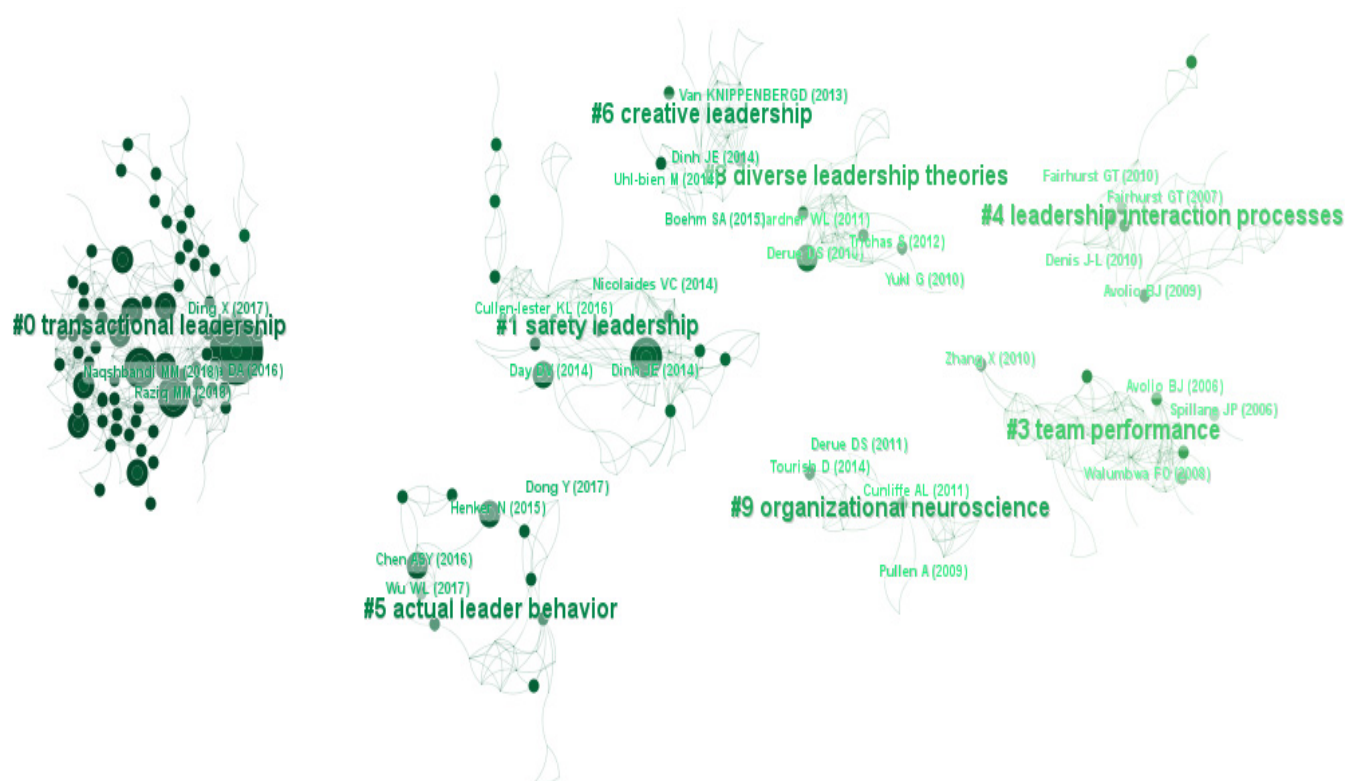 Van KNIPPENBERGD (2013)
#6 creative leadership
Dinh JE (2014)
Uhl-bien M (2014)
#8 diverse leadership theories
Fairhurst GT (2010)
Fairhurst GT (2007)
#4 leadership interaction processes
Boehm SA (2015)
ardner WL (2011)
Trichas S (2012)
Derue DS (2010)
Yukl G (2010)
Denis J-L (2010)
Avolio BJ (2009)
Nicolaides VC (2014)
Cullen-lester KL (2016)
#1 safety leadership
Ding X (2017)
#0 transactional leadership
Naqshbandi MM (2018)
DA (2016)
Raziq MM (2018)
Day DV (2014)
Dinh JE (2014)
Zhang X (2010)
Avolio BJ (2006)
Spillane JP (2006)
#3 team performance
Walumbwa FO (2008)
Derue DS (2011)
Tourish D (2014)
Cunliffe AL (2011)
#9 organizational neuroscience
Pullen A (2009)
Dong Y (2017)
Henker N (2015)
Chen ASY (2016)
Wu WL (2017)
#5 actual leader behavior